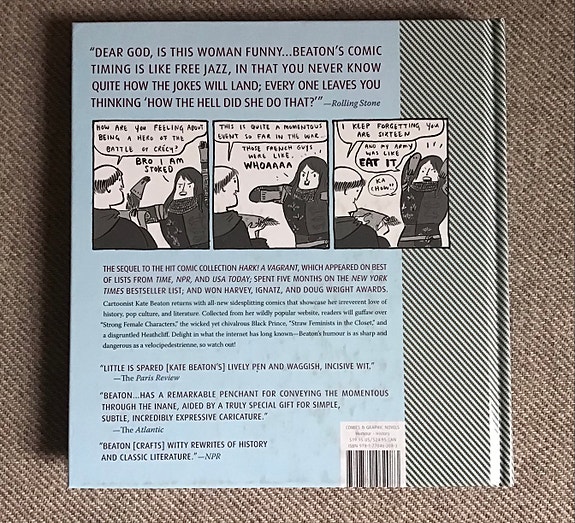 “DEAR GOD, IS THIS WOMAN FUNNY...BEATON’S COMIC
TIMING IS LIKE FREE JAZZ, IN THAT YOU NEVER KNOW
QUITE HOW THE JOKES WILL LAND; EVERY ONE LEAVES YOU
THINKING ‘HOW THE HELL DID SHE DO THAT?’” —Rolling Stone
HOW ARE YOU FEELING ABOUT
BEING A HERO OF THE
BATTLE OF CRÉCY?
BRO I AM
STOKED
THIS IS QUITE A MOMENTOUS
EVENT SO FAR IN THE WAR
THOSE FRENCH GUYS
WERE LIKE,
WHOAAAA
I KEEP FORGETTING YOU
ARE SIXTEEN
AND MY ARMY
WAS LIKE
EAT IT
KA
CHOW!!
THE SEQUEL TO THE HIT COMIC COLLECTION HARK! A VAGRANT, WHICH APPEARED ON BEST
OF LISTS FROM TIME, NPR, AND USA TODAY; SPENT FIVE MONTHS ON THE NEW YORK
TIMES BESTSELLER LIST; AND WON HARVEY, IGNATZ, AND DOUG WRIGHT AWARDS.
Cartoonist Kate Beaton returns with all-new sidesplitting comics that showcase her irreverent love of
history, pop culture, and literature. Collected from her wildly popular website, readers will guffaw over
“Strong Female Characters,” the wicked yet chivalrous Black Prince, “Straw Feminists in the Closet,” and
a disgruntled Heathcliff. Delight in what the internet has long known—Beaton’s humour is as sharp and
dangerous as a velocipedestrienne, so watch out!
“LITTLE IS SPARED [KATE BEATON’S] LIVELY PEN AND WAGGISH, INCISIVE WIT.”
—The Paris Review
“BEATON...HAS A REMARKABLE PENCHANT FOR CONVEYING THE MOMENTOUS
THROUGH THE INANE, AIDED BY A TRULY SPECIAL GIFT FOR SIMPLE,
SUBTLE, INCREDIBLY EXPRESSIVE CARICATURE.”
—The Atlantic
“BEATON [CRAFTS] WITTY REWRITES OF HISTORY
AND CLASSIC LITERATURE.” —NPR
COMICS & GRAPHIC NOVELS